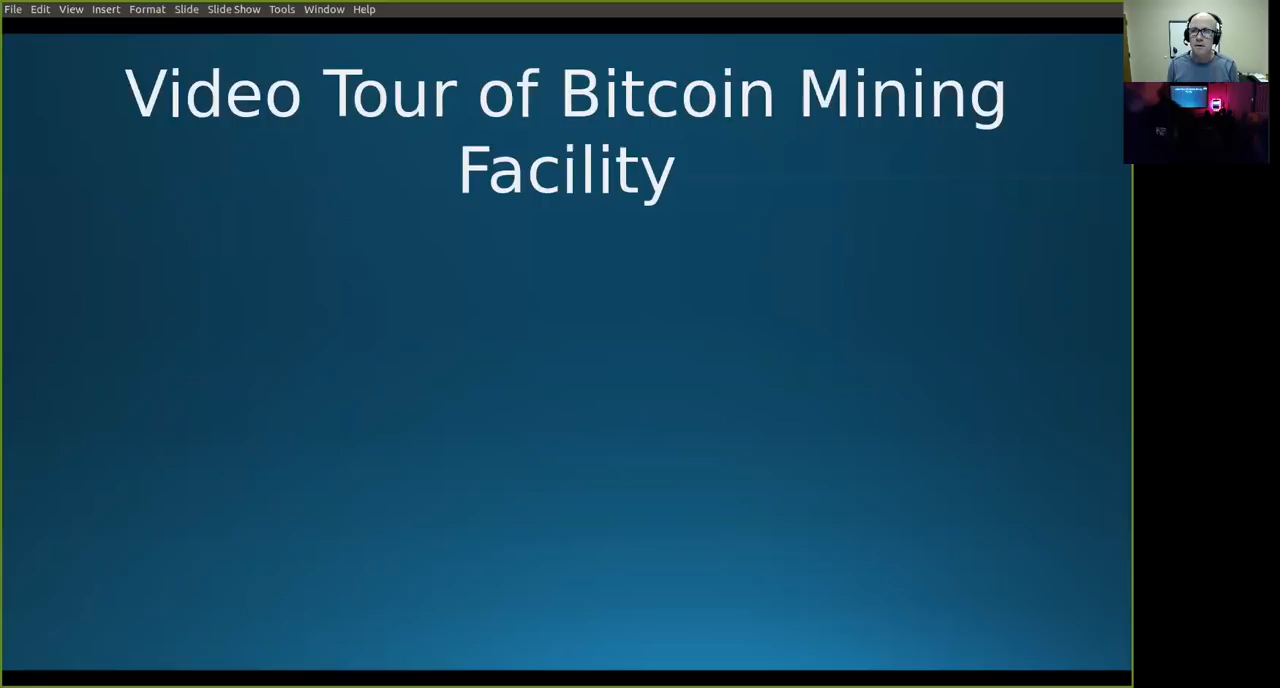 File Edit View Insert Format Slide Slide Show Tools Window Help
Video Tour of Bitcoin Mining
Facility